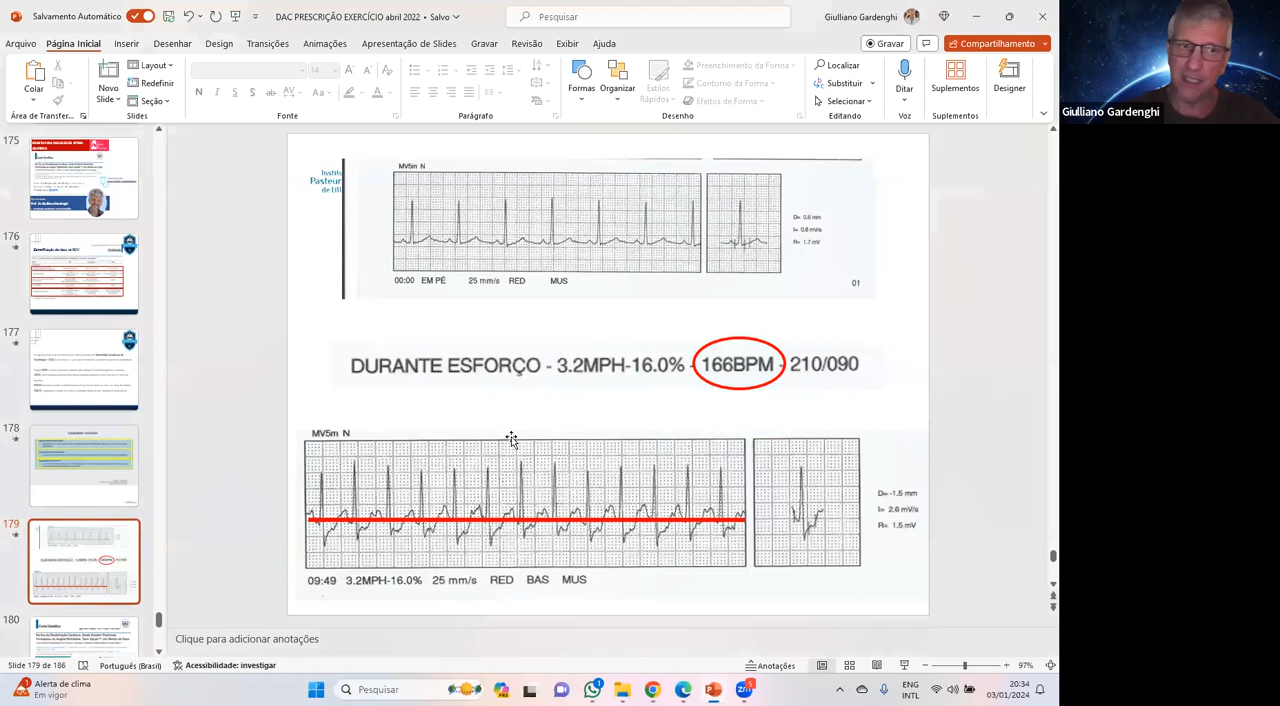 Salvamento Automático
DAC PRESCRIÇÃO EXERCÍCIO abril 2022 • Salvo
Pesquisar
Giulliano Gardenghi
Arquivo Página Inicial Inserir Desenhar Design Transições Animações Apresentação de Slides Gravar Revisão Exibir Ajuda
Gravar
Compartilhamento
Colar
Novo Slide
Layout
Redefinir
Seção
14
N I S
Formas
Organizar
Estilos Rápidos
Preenchimento da Forma
Contorno da Forma
Efeitos de Forma
Localizar
Substituir
Selecionar
Ditar
Suplementos
Designer
Área de Transfer...
Slides
Fonte
Parágrafo
Desenho
Editando
Voz
Suplementos
Giulliano Gardenghi
175
176
177
178
179
180
Institu
Pasteur
de Lill
MV5m N
D= 0.5 mm
I= 0.8 mV/s
R= 1.7 mV
00:00 EM PÉ 25 mm/s RED MUS
01
DURANTE ESFORÇO - 3.2MPH-16.0% - 166BPM - 210/090
MV5m N
D= -1.5 mm
I= 2.6 mV/s
R= 1.5 mV
09:49 3.2MPH-16.0% 25 mm/s RED BAS MUS
Clique para adicionar anotações
Slide 179 de 186
Português (Brasil)
Acessibilidade: investigar
Anotações
97%
Alerta de clima
Em vigor
1
Pesquisar
1
5
ENG
INTL
20:34
03/01/2024